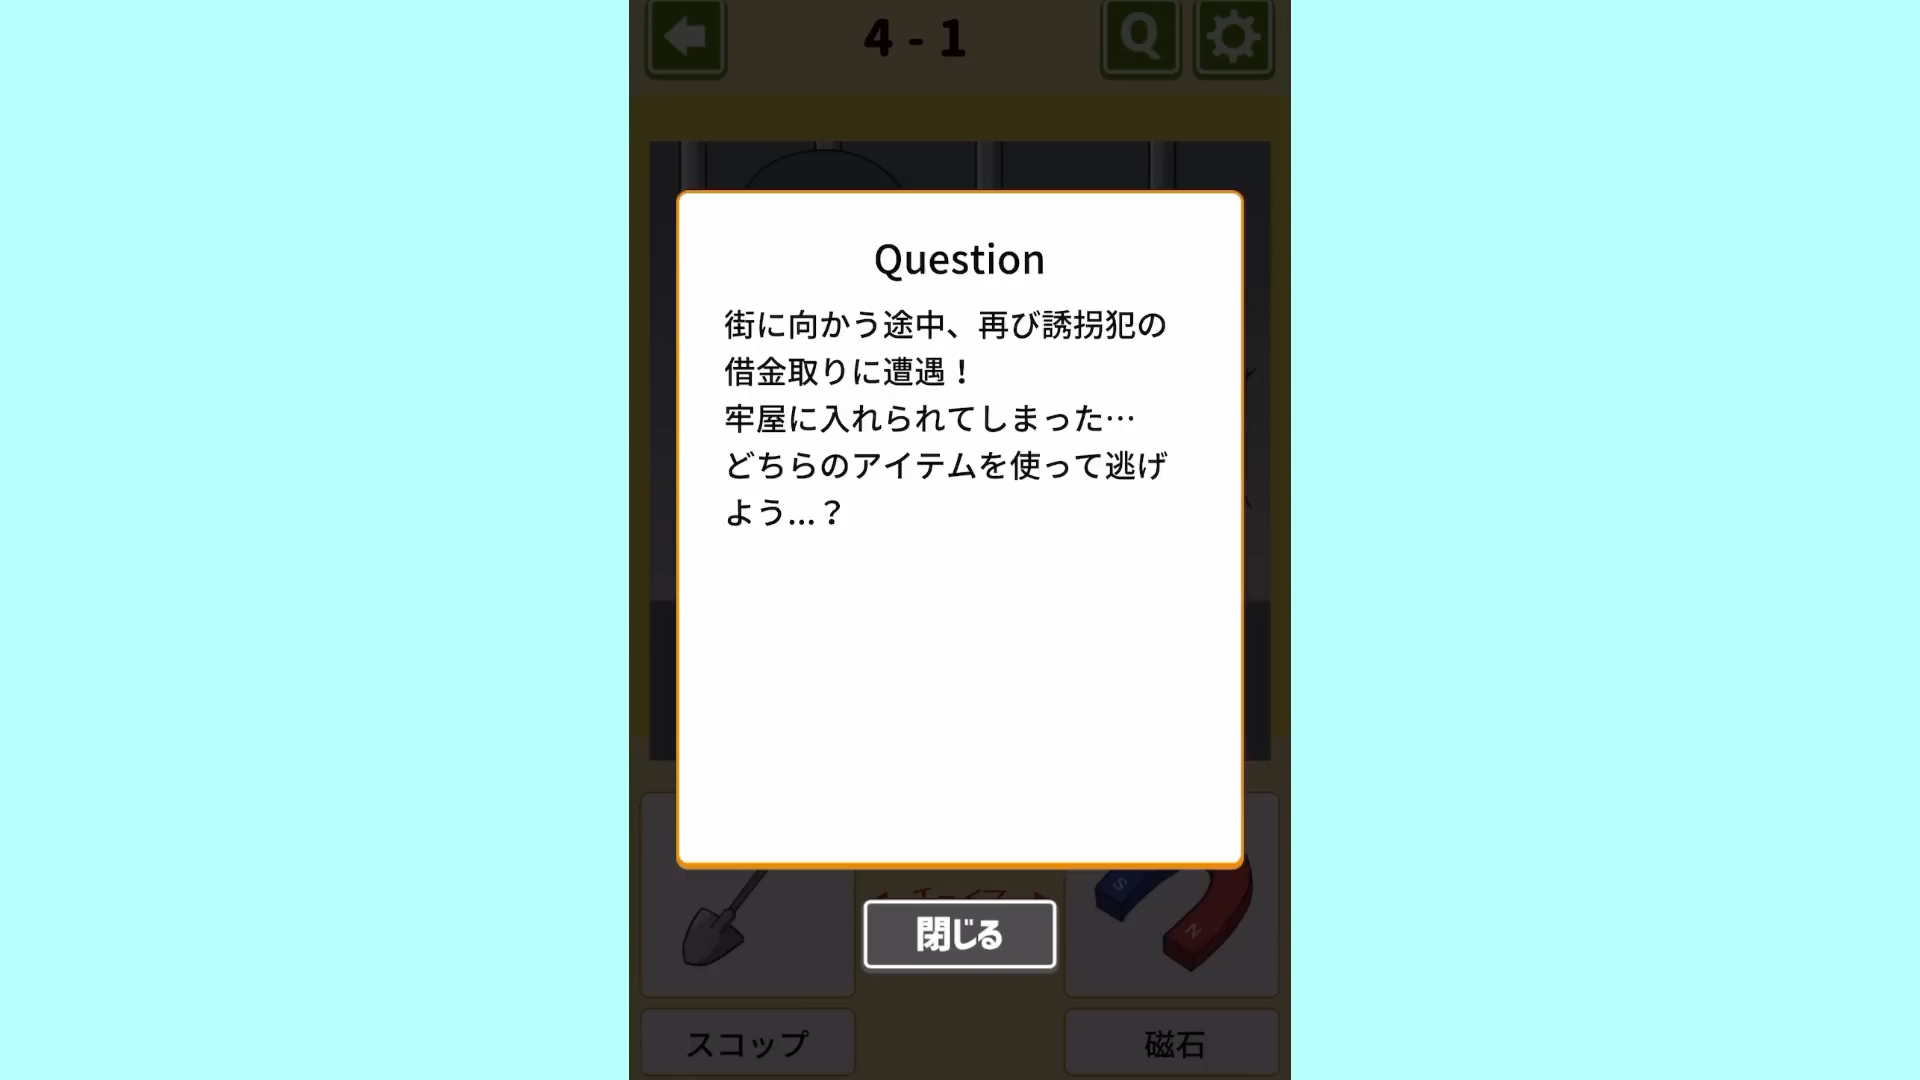 4 - 1
Q
Question
街に向かう途中、再び誘拐犯の
借金取りに遭遇！
牢屋に入れられてしまった…
どちらのアイテムを使って逃げ
よう...？
S
N
閉じる
スコップ
磁石